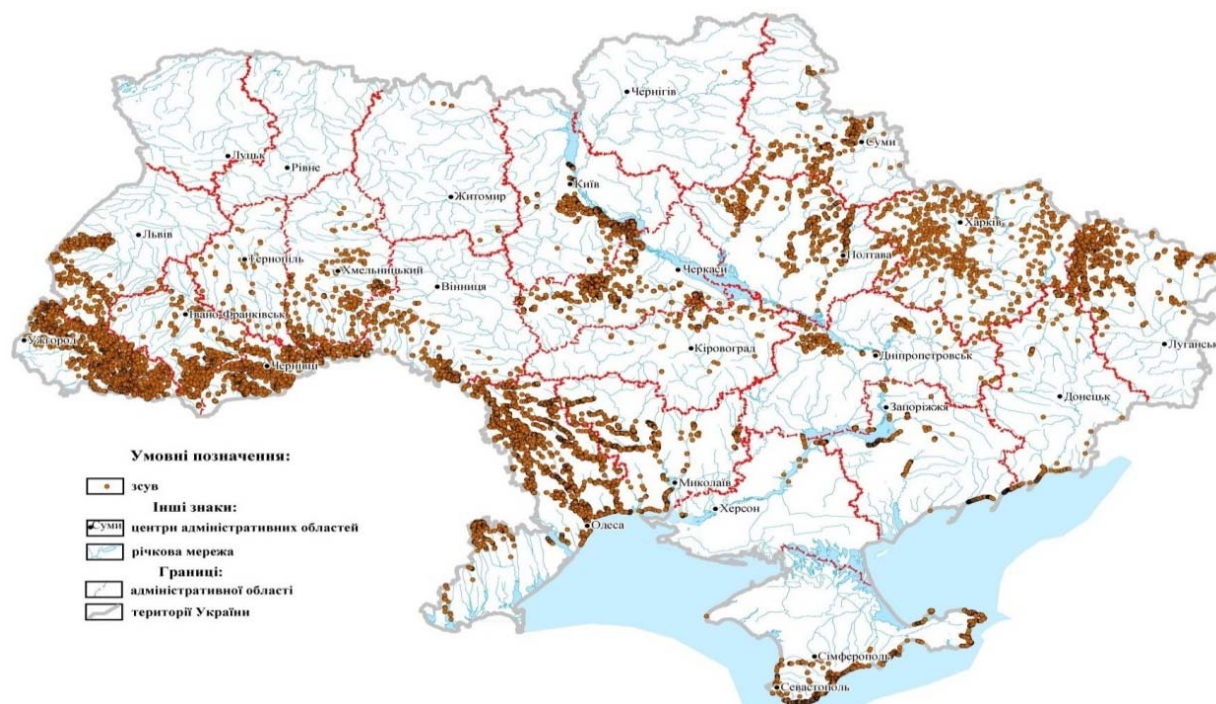 Чернігів
Суми
Луцьк
Рівне
Київ
Житомир
Харків
Львів
Полтава
Тернопіль
Хмельницький
Черкаси
Вінниця
Івано-Франківськ
Ужгород
Кіровоград
Луганськ
Дніпропетровськ
Чернівці
Донецьк
Запоріжжя
Умовні позначення:
зсув
Миколаїв
Інші знаки:
Херсон
Суми центри адміністративних областей
Одеса
річкова мережа
Границі:
адміністративної області
території України
Сімферополь
Севастополь